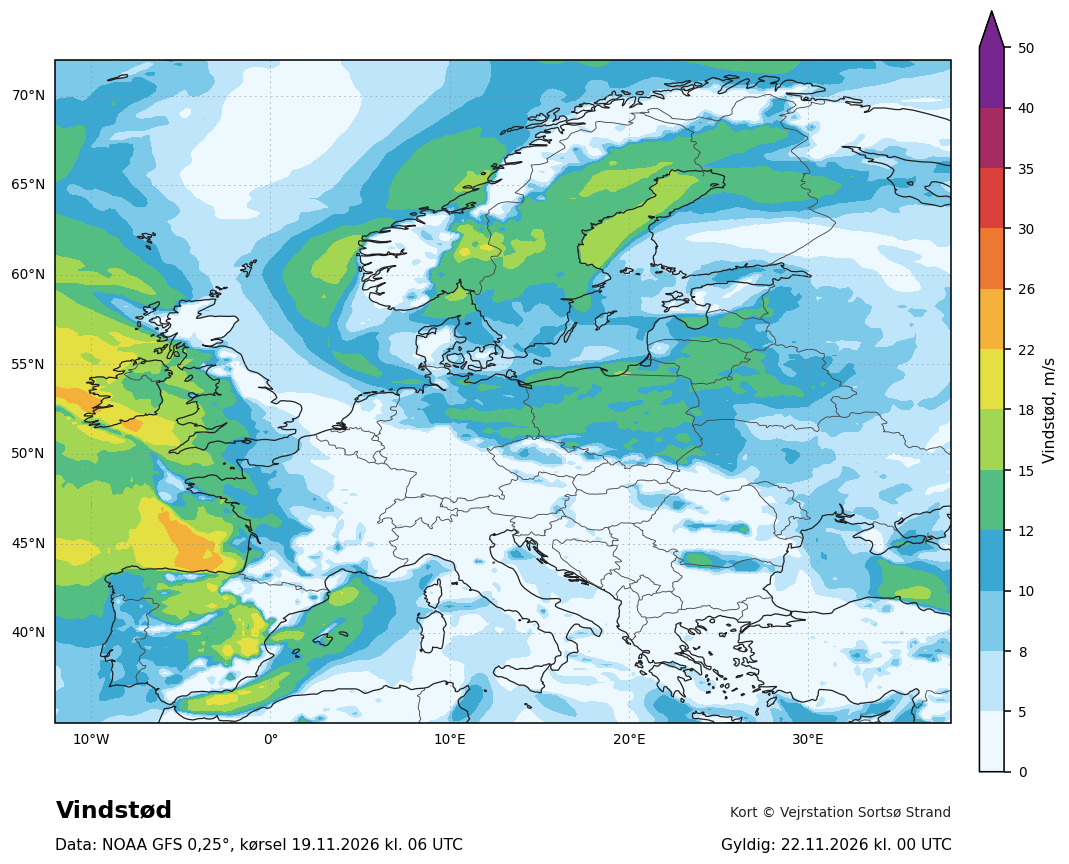 50
40
35
30
26
22
18
15
12
10
8
5
0
Vindstød, m/s
70°N
65°N
60°N
55°N
50°N
45°N
40°N
10°W
0°
10°E
20°E
30°E
Vindstød
Kort © Vejrstation Sortsø Strand
Data: NOAA GFS 0,25°, kørsel 19.11.2026 kl. 06 UTC
Gyldig: 22.11.2026 kl. 00 UTC